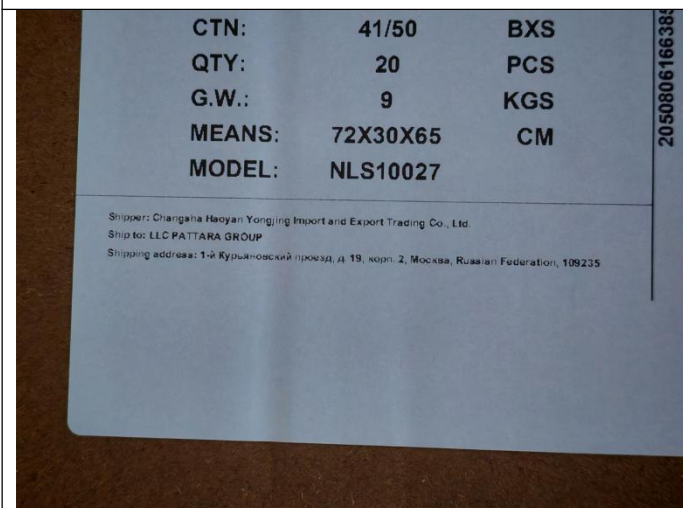 CTN: 41/50 BXS
QTY: 20 PCS
G.W.: 9 KGS
MEANS: 72X30X65 CM
MODEL: NLS10027
Shipper: Changsha Haoyan Yongjing Import and Export Trading Co., Ltd.
Ship to: LLC PATTARA GROUP
Shipping address: 1-й Курьяновский проезд, д. 19, корп. 2, Москва, Russian Federation, 109235